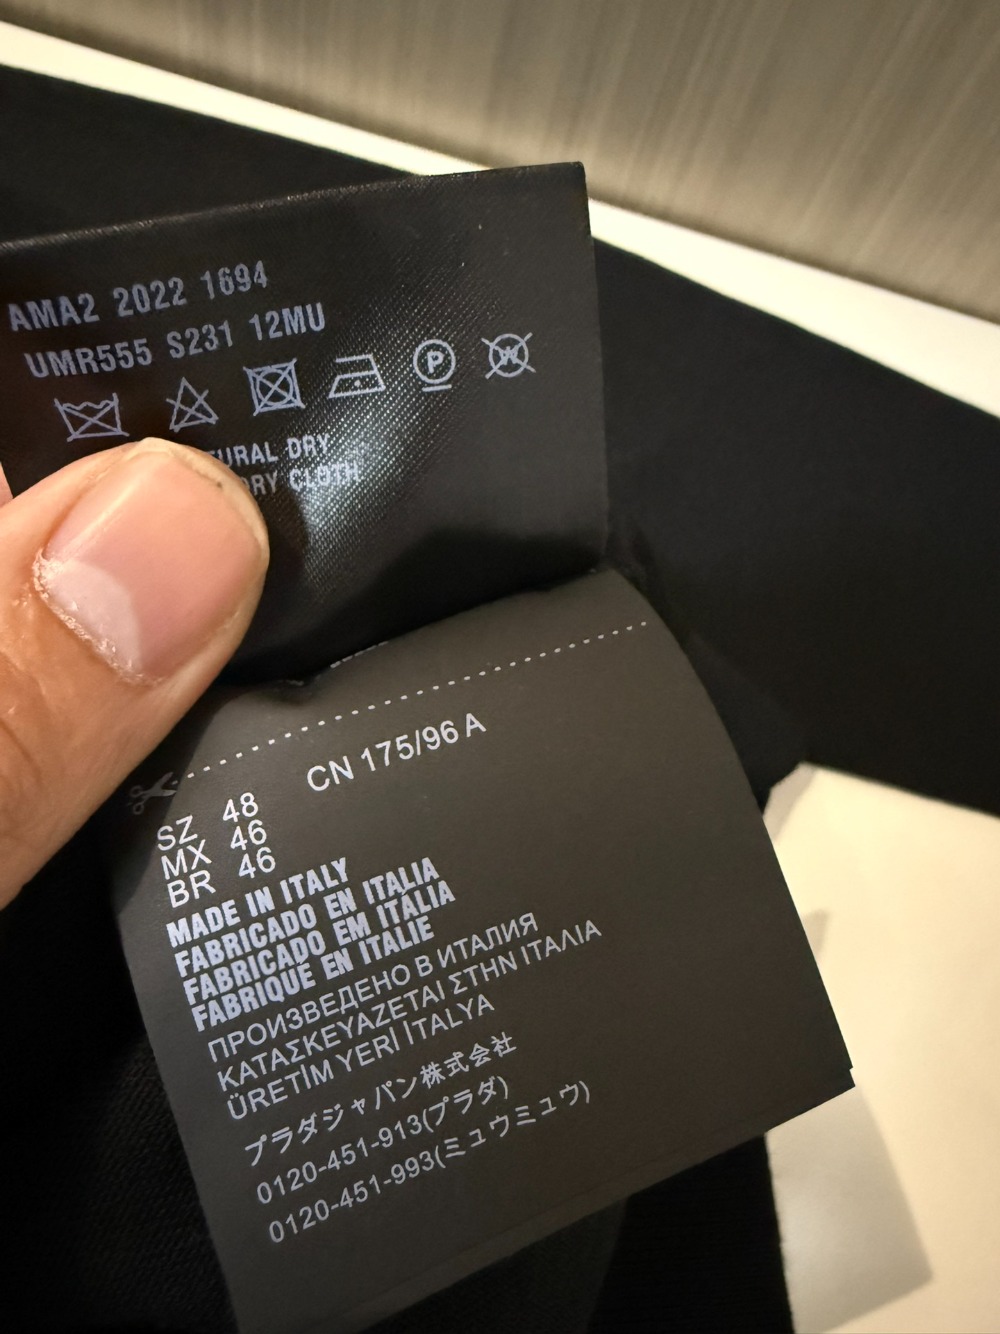 AMA2 2022 1694
UMR555 S231 12MU
P
W
DRY
DRY CLOTH
CN 175/96 A
SZ 48
MX 46
BR 46
MADE IN ITALY
FABRICADO EN ITALIA
FABRICADO EM ITÁLIA
FABRIQUÉ EN ITALIE
ПРОИЗВЕДЕНО В ИТАЛИЯ
ΚΑΤΑΣΚΕΥΑΖΕΤΑΙ ΣΤΗΝ ΙΤΑΛΙΑ
ÜRETİM YERİ İTALYA
プラダジャパン株式会社
0120-451-913(プラダ)
0120-451-993(ミュウミュウ)